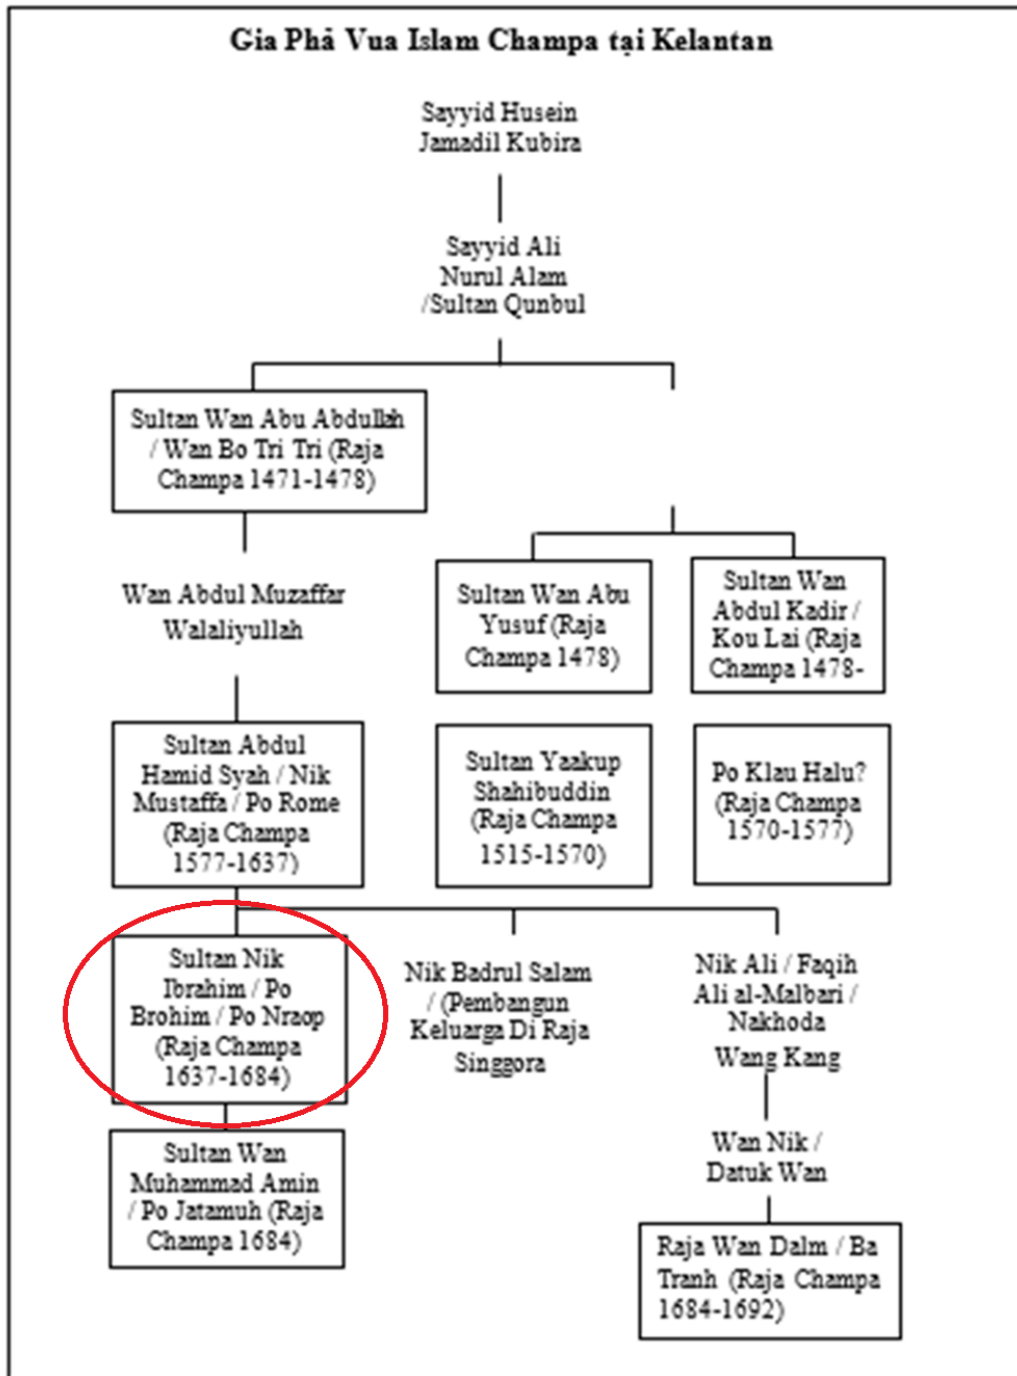 Gia Phả Vua Islam Champa tại Kelantan
Sayyid Husein
Jamadil Kubira
Sayyid Ali
Nurul Alam
/Sultan Qunbul
Sultan Wan Abu Abdullah
/ Wan Bo Tri Tri (Raja
Champa 1471-1478)
Wan Abdul Muzaffar
Walaliyullah
Sultan Wan Abu
Yusuf (Raja
Champa 1478)
Sultan Wan
Abdul Kadir /
Kou Lai (Raja
Champa 1478-
Sultan Abdul
Hamid Syah / Nik
Mustaffa / Po Rome
(Raja Champa
1577-1637)
Sultan Yaakup
Shahibuddin
(Raja Champa
1515-1570)
Po Klau Halu?
(Raja Champa
1570-1577)
Sultan Nik
Ibrahim / Po
Brohim / Po Nraop
(Raja Champa
1637-1684)
Nik Badrul Salam
/ (Pembangun
Keluarga Di Raja
Singgora
Nik Ali / Faqih
Ali al-Malbari /
Nakhoda
Wang Kang
Sultan Wan
Muhammad Amin
/ Po Jatamuh (Raja
Champa 1684)
Wan Nik /
Datuk Wan
Raja Wan Dalm / Ba
Tranh (Raja Champa
1684-1692)